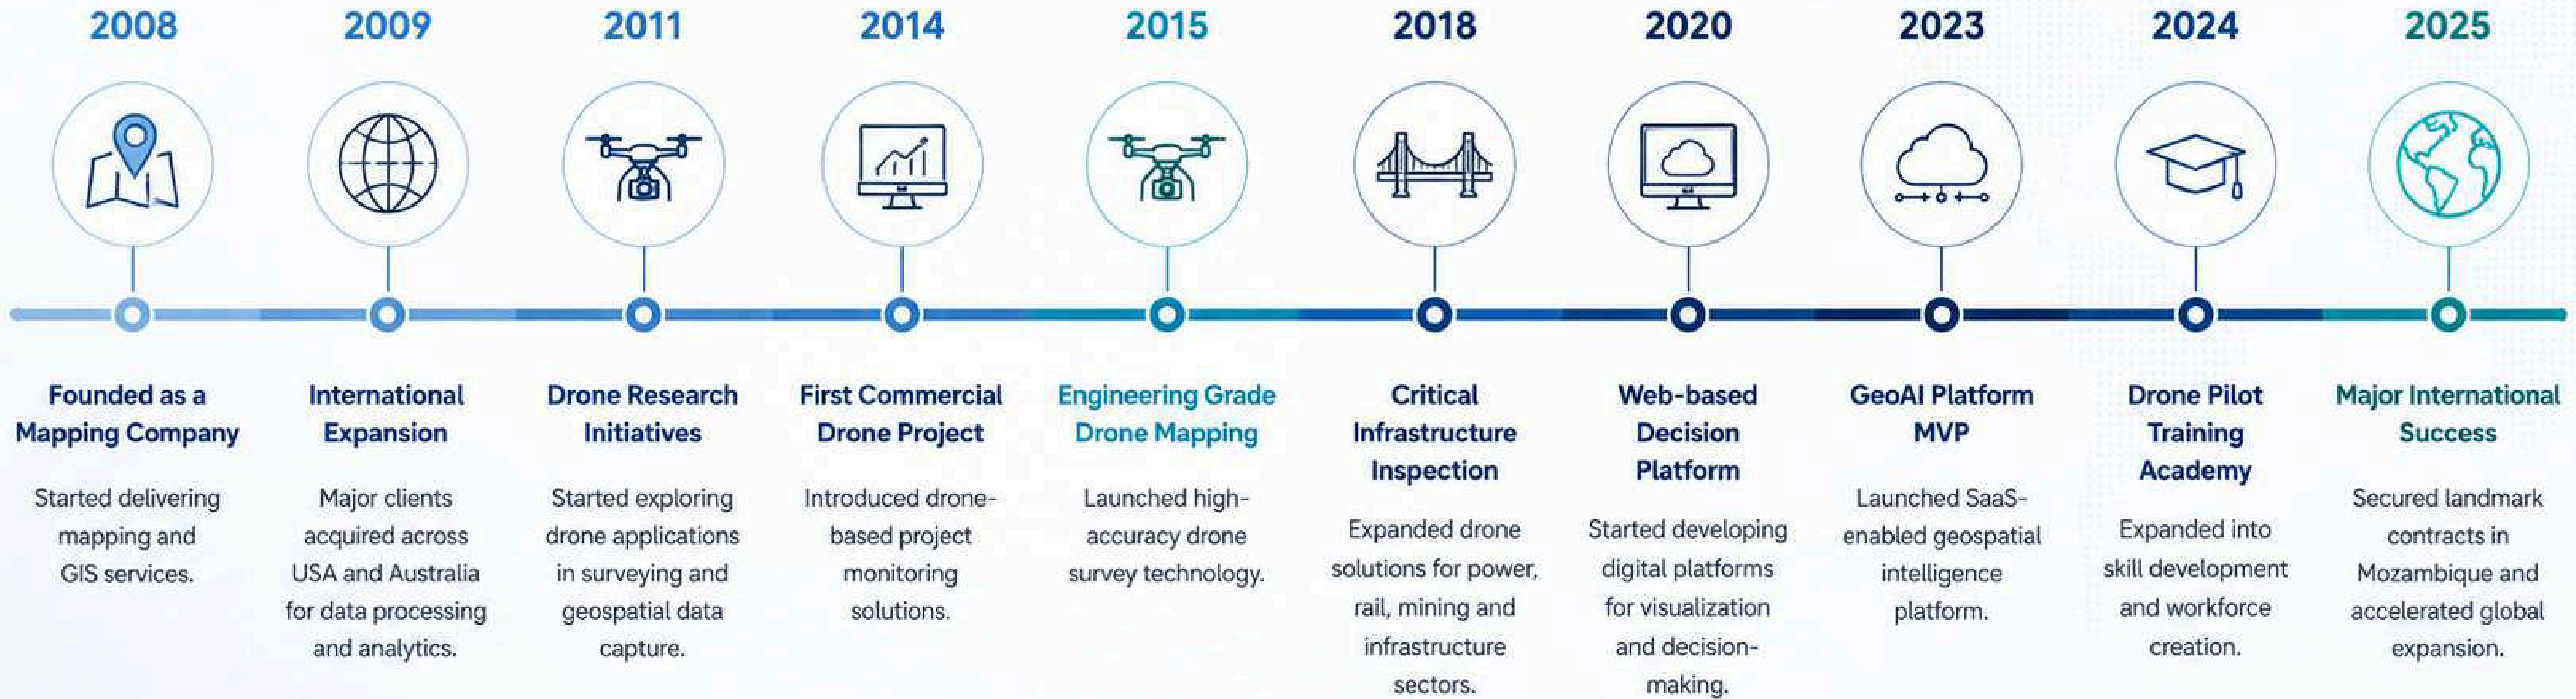 2008
2009
2011
2014
2015
2018
2020
2023
2024
2025
Founded as a
Mapping Company
Started delivering
mapping and
GIS services.
International
Expansion
Major clients
acquired across
USA and Australia
for data processing
and analytics.
Drone Research
Initiatives
Started exploring
drone applications
in surveying and
geospatial data
capture.
First Commercial
Drone Project
Introduced drone-
based project
monitoring
solutions.
Engineering Grade
Drone Mapping
Launched high-
accuracy drone
survey technology.
Critical
Infrastructure
Inspection
Expanded drone
solutions for power,
rail, mining and
infrastructure
sectors.
Web-based
Decision
Platform
Started developing
digital platforms
for visualization
and decision-
making.
GeoAI Platform
MVP
Launched SaaS-
enabled geospatial
intelligence
platform.
Drone Pilot
Training
Academy
Expanded into
skill development
and workforce
creation.
Major International
Success
Secured landmark
contracts in
Mozambique and
accelerated global
expansion.